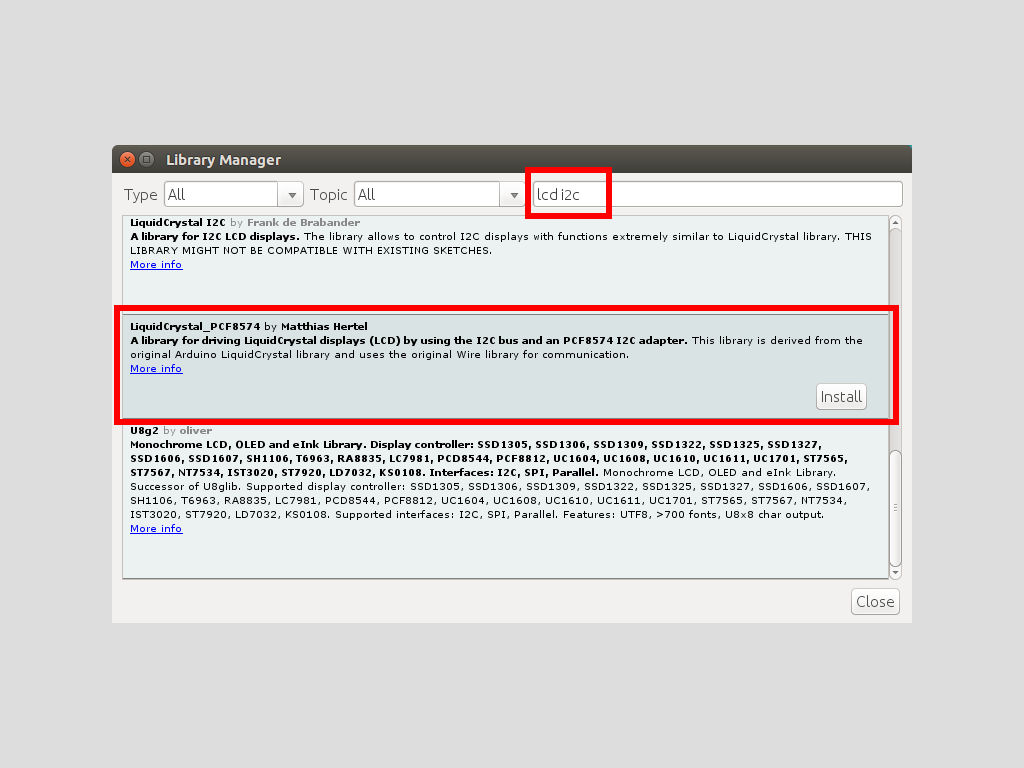 Library Manager
Type All Topic All lcd i2c
LiquidCrystal I2C by Frank de Brabander
A library for I2C LCD displays. The library allows to control I2C displays with functions extremely similar to LiquidCrystal library. THIS
LIBRARY MIGHT NOT BE COMPATIBLE WITH EXISTING SKETCHES.
More info
LiquidCrystal_PCF8574 by Matthias Hertel
A library for driving LiquidCrystal displays (LCD) by using the I2C bus and an PCF8574 I2C adapter. This library is derived from the
original Arduino LiquidCrystal library and uses the original Wire library for communication.
More info
Install
U8g2 by oliver
Monochrome LCD, OLED and eInk Library. Display controller: SSD1305, SSD1306, SSD1309, SSD1322, SSD1325, SSD1327,
SSD1606, SSD1607, SH1106, T6963, RA8835, LC7981, PCD8544, PCF8812, UC1604, UC1608, UC1610, UC1611, UC1701, ST7565,
ST7567, NT7534, IST3020, ST7920, LD7032, KS0108. Interfaces: I2C, SPI, Parallel. Monochrome LCD, OLED and eInk Library.
Successor of U8glib. Supported display controller: SSD1305, SSD1306, SSD1309, SSD1322, SSD1325, SSD1327, SSD1606, SSD1607,
SH1106, T6963, RA8835, LC7981, PCD8544, PCF8812, UC1604, UC1608, UC1610, UC1611, UC1701, ST7565, ST7567, NT7534,
IST3020, ST7920, LD7032, KS0108. Supported interfaces: I2C, SPI, Parallel. Features: UTF8, >700 fonts, U8x8 char output.
More info
Close